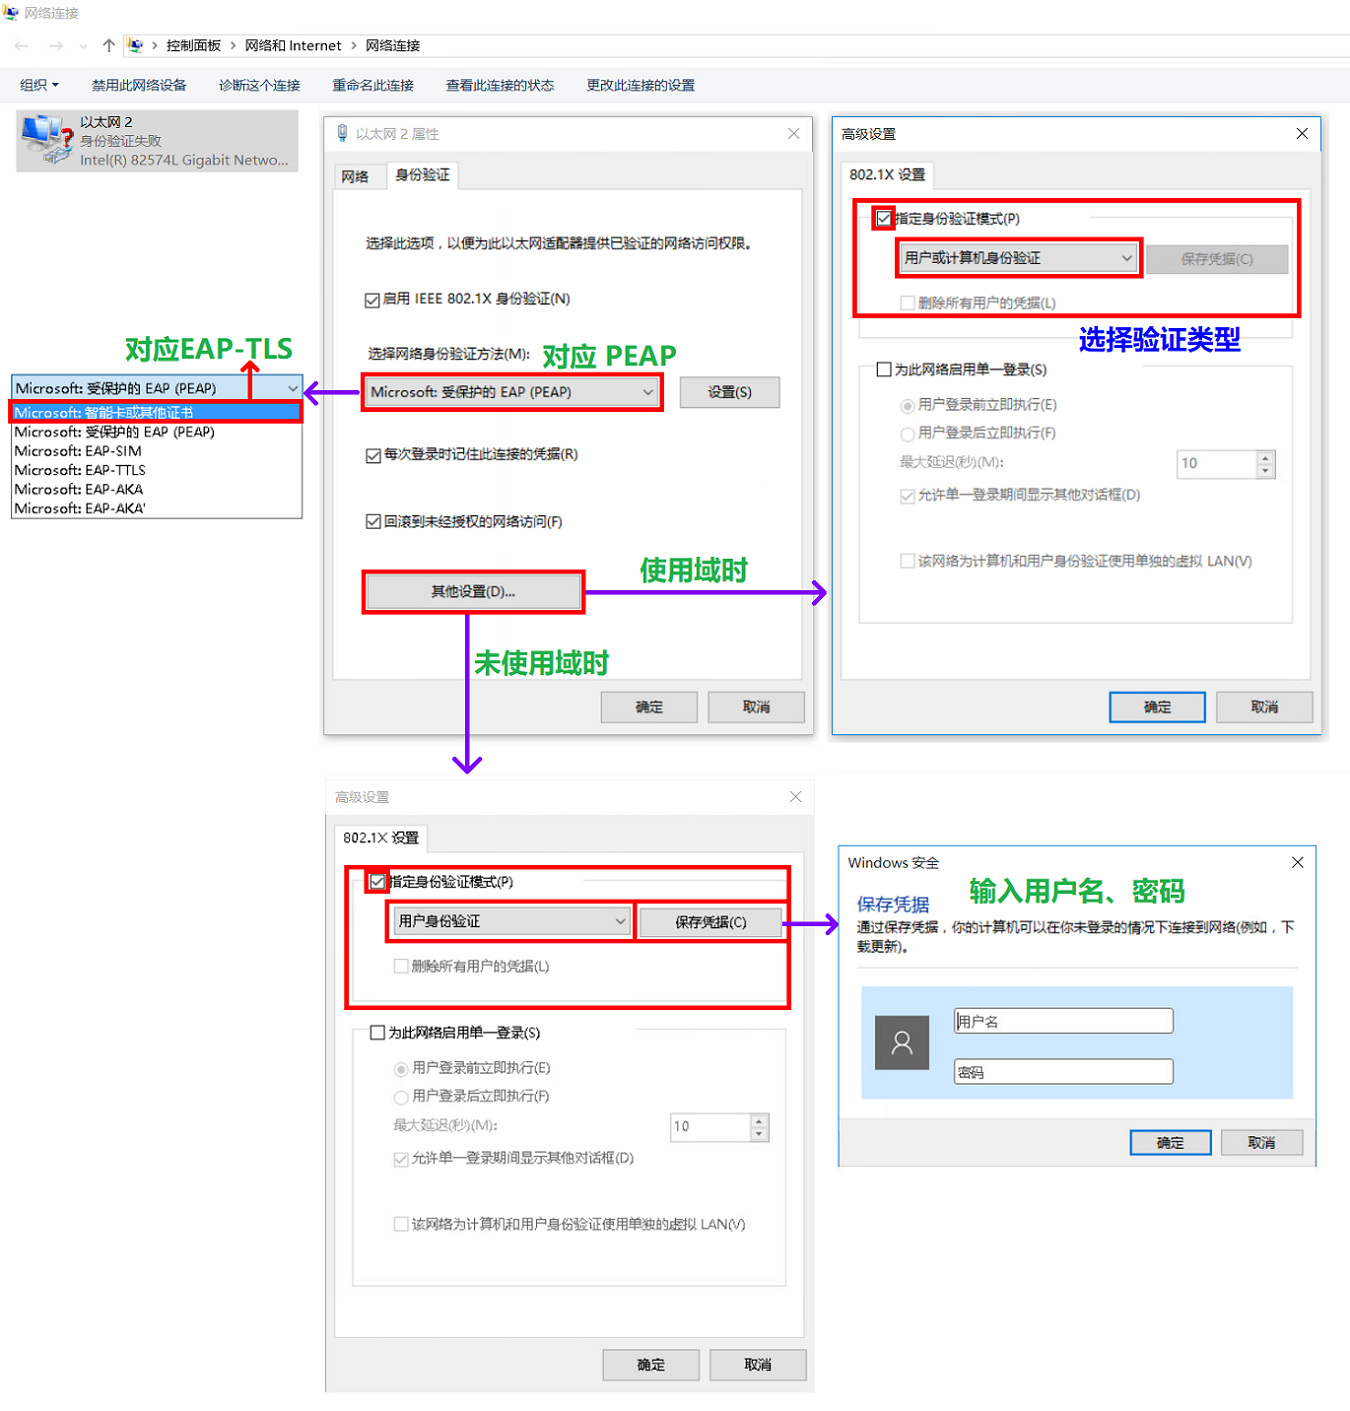 网络连接
控制面板 > 网络和 Internet > 网络连接
组织 禁用此网络设备 诊断这个连接 重命名此连接 查看此连接的状态 更改此连接的设置
以太网 2
身份验证失败
Intel(R) 82574L Gigabit Netwo...
对应EAP-TLS
Microsoft: 受保护的 EAP (PEAP)
Microsoft: 智能卡或其他证书
Microsoft: 受保护的 EAP (PEAP)
Microsoft: EAP-SIM
Microsoft: EAP-TTLS
Microsoft: EAP-AKA
Microsoft: EAP-AKA'
以太网 2 属性
网络 身份验证
选择此选项，以便为此以太网适配器提供已验证的网络访问权限。
启用 IEEE 802.1X 身份验证(N)
选择网络身份验证方法(M):
对应 PEAP
Microsoft: 受保护的 EAP (PEAP) 设置(S)
每次登录时记住此连接的凭据(R)
回滚到未经授权的网络访问(F)
其他设置(D)...
使用域时
未使用域时
确定 取消
高级设置
802.1X 设置
指定身份验证模式(P)
用户或计算机身份验证 保存凭据(C)
删除所有用户的凭据(L)
选择验证类型
为此网络启用单一登录(S)
用户登录前立即执行(E)
用户登录后立即执行(F)
最大延迟(秒)(M): 10
允许单一登录期间显示其他对话框(D)
该网络为计算机和用户身份验证使用单独的虚拟 LAN(V)
确定 取消
高级设置
802.1X 设置
指定身份验证模式(P)
用户身份验证 保存凭据(C)
删除所有用户的凭据(L)
为此网络启用单一登录(S)
用户登录前立即执行(E)
用户登录后立即执行(F)
最大延迟(秒)(M): 10
允许单一登录期间显示其他对话框(D)
该网络为计算机和用户身份验证使用单独的虚拟 LAN(V)
确定 取消
Windows 安全
输入用户名、密码
保存凭据
通过保存凭据，你的计算机可以在你未登录的情况下连接到网络(例如，下
载更新)。
用户名
密码
确定 取消